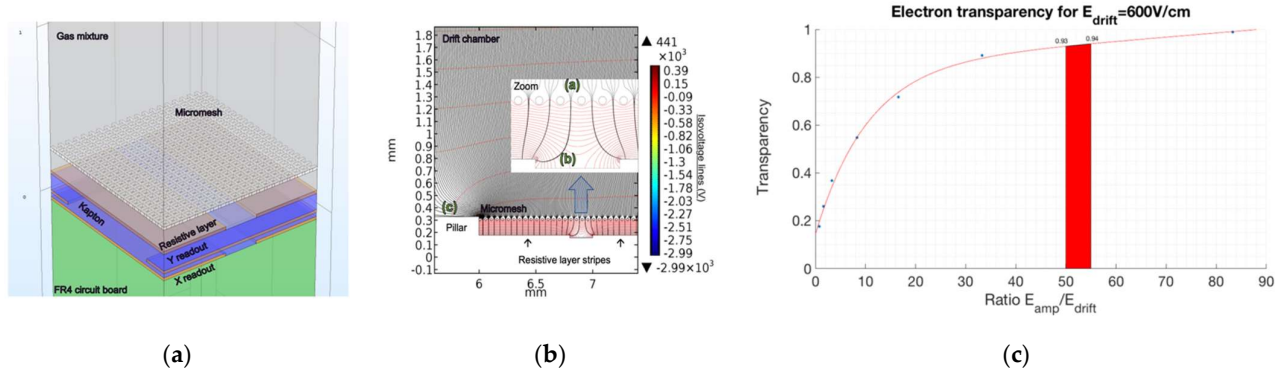 1
Gas mixture
Micromesh
0
Kapton
Resistive layer
Y readout
X readout
FR4 circuit board
(a)
Drift chamber
1.8
1.7
1.6
1.5
1.4
1.3
1.2
1.1
1
0.9
0.8
0.7
0.6
0.5
0.4
0.3
0.2
0.1
0
-0.1
mm
Zoom
(a)
(b)
(c)
Micromesh
Pillar
Resistive layer stripes
6
6.5
7
mm
▲ 441
×10³
0.39
0.15
-0.09
-0.33
-0.58
-0.82
-1.06
-1.3
-1.54
-1.78
-2.03
-2.27
-2.51
-2.75
-2.99
▼ -2.99×10³
Isovoltage lines (V)
(b)
Electron transparency for E_drift=600V/cm
Transparency
1
0.8
0.6
0.4
0.2
0
0.93
0.94
0
10
20
30
40
50
60
70
80
90
Ratio E_amp/E_drift
(c)